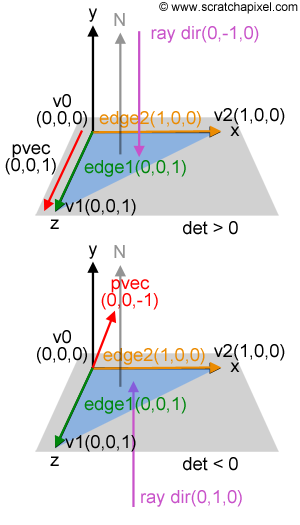 © www.scratchapixel.com
y
ray dir(0,-1,0)
N
v0
(0,0,0)
edge2(1,0,0)
v2(1,0,0)
x
pvec
(0,0,1)
edge1(0,0,1)
v1(0,0,1)
z
det > 0
y
N
pvec
(0,0,-1)
v0
(0,0,0)
edge2(1,0,0)
v2(1,0,0)
x
edge1(0,0,1)
v1(0,0,1)
z
det < 0
ray dir(0,1,0)